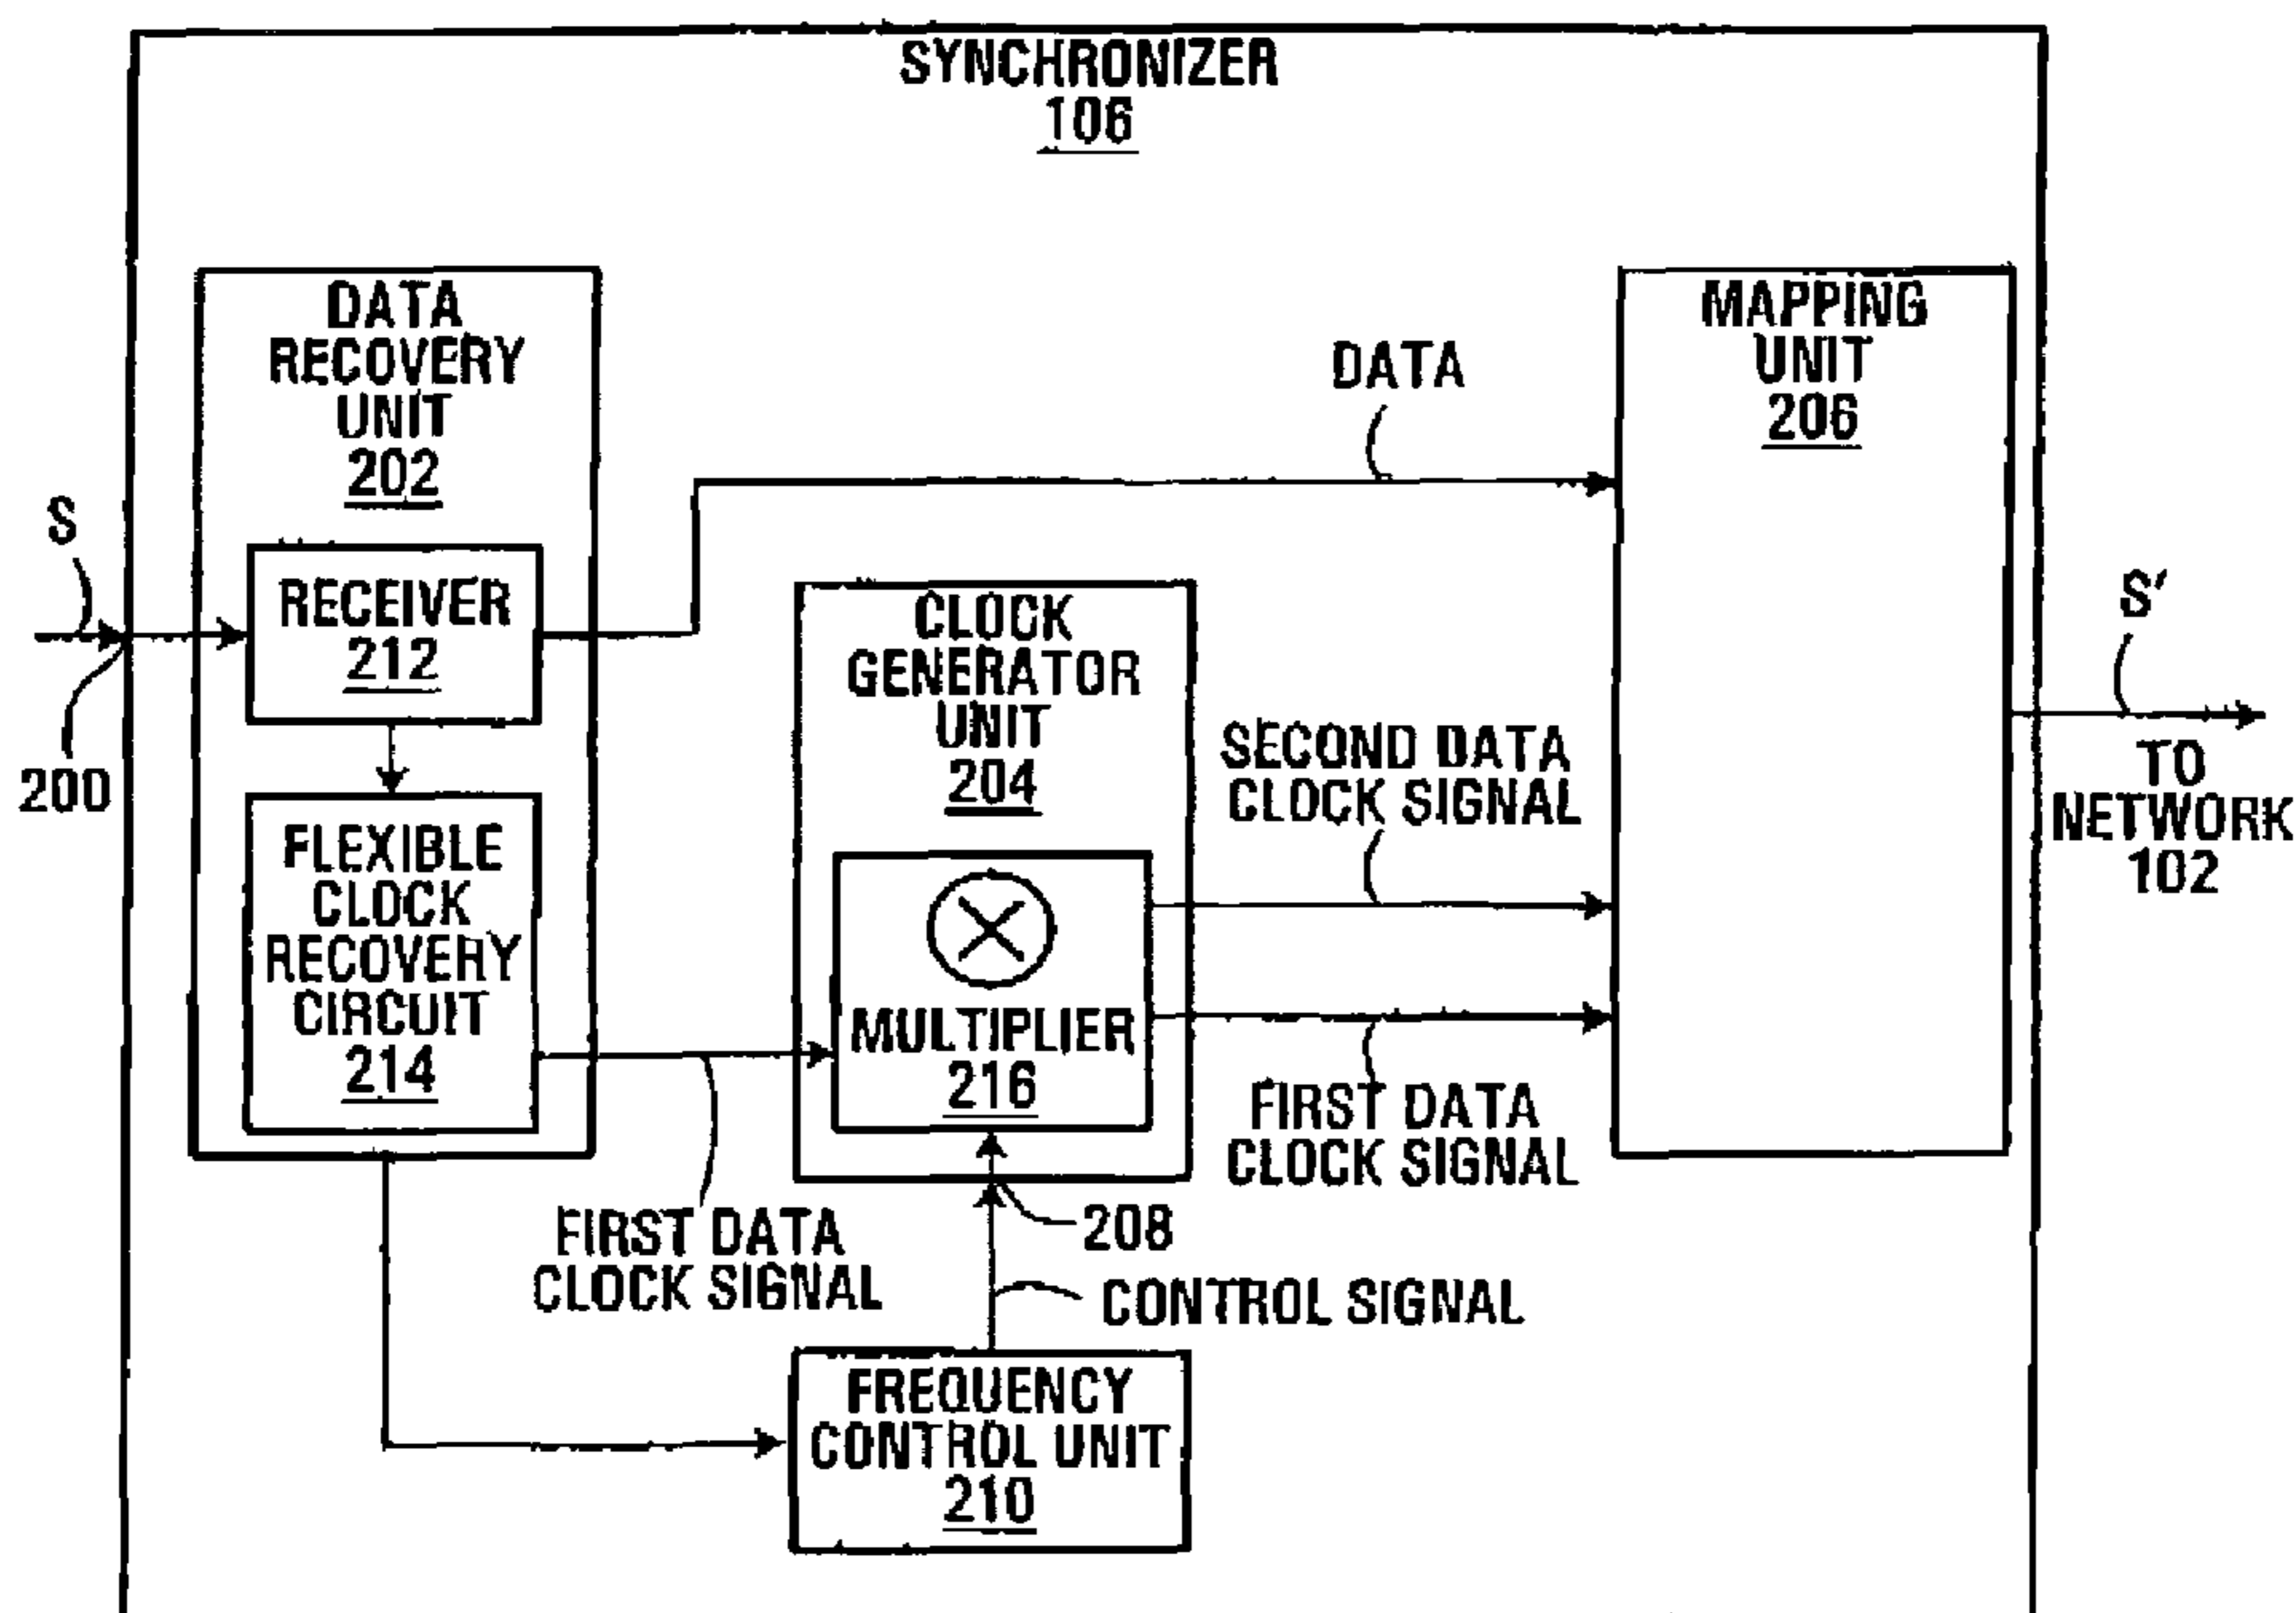 SYNCHRONIZER
106
DATA
RECOVERY
UNIT
202
MAPPING
UNIT
206
DATA
S
RECEIVER
212
200
CLOCK
GENERATOR
UNIT
204
S'
TO
NETWORK
102
SECOND DATA
CLOCK SIGNAL
FLEXIBLE
CLOCK
RECOVERY
CIRCUIT
214
MULTIPLIER
216
FIRST DATA
CLOCK SIGNAL
FIRST DATA
CLOCK SIGNAL
208
CONTROL SIGNAL
FREQUENCY
CONTROL UNIT
210